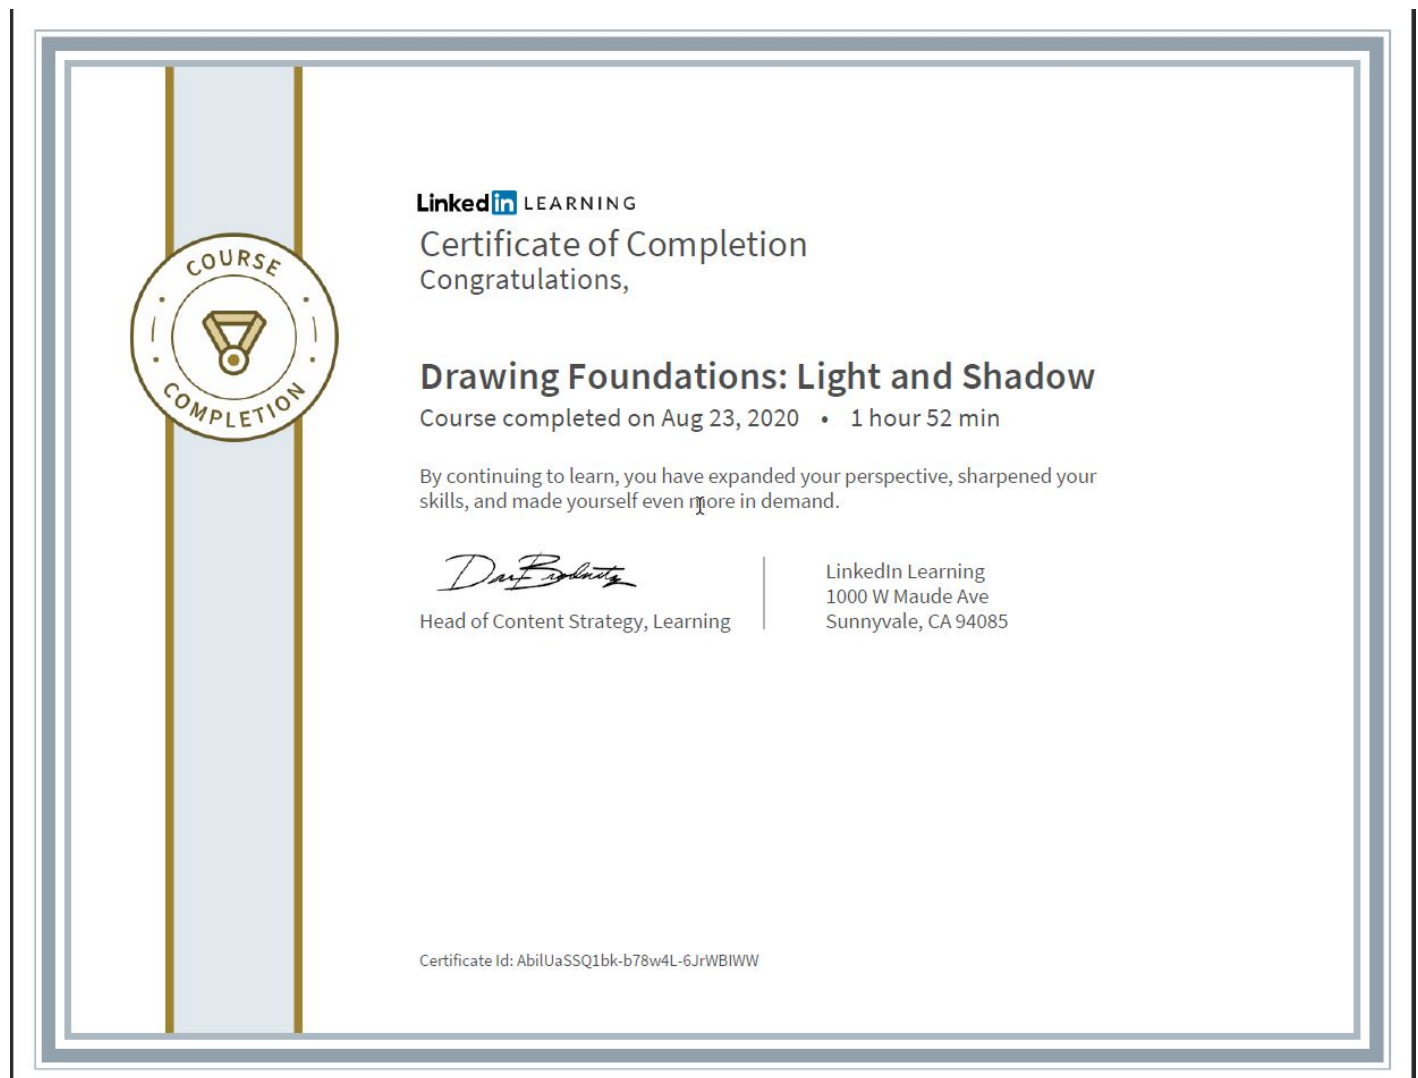 COURSE
COMPLETION
Linked in LEARNING
Certificate of Completion
Congratulations,
Drawing Foundations: Light and Shadow
Course completed on Aug 23, 2020 • 1 hour 52 min
By continuing to learn, you have expanded your perspective, sharpened your
skills, and made yourself even more in demand.
Head of Content Strategy, Learning
LinkedIn Learning
1000 W Maude Ave
Sunnyvale, CA 94085
Certificate Id: AbilUaSSQ1bk-b78w4L-6JrWBIWW